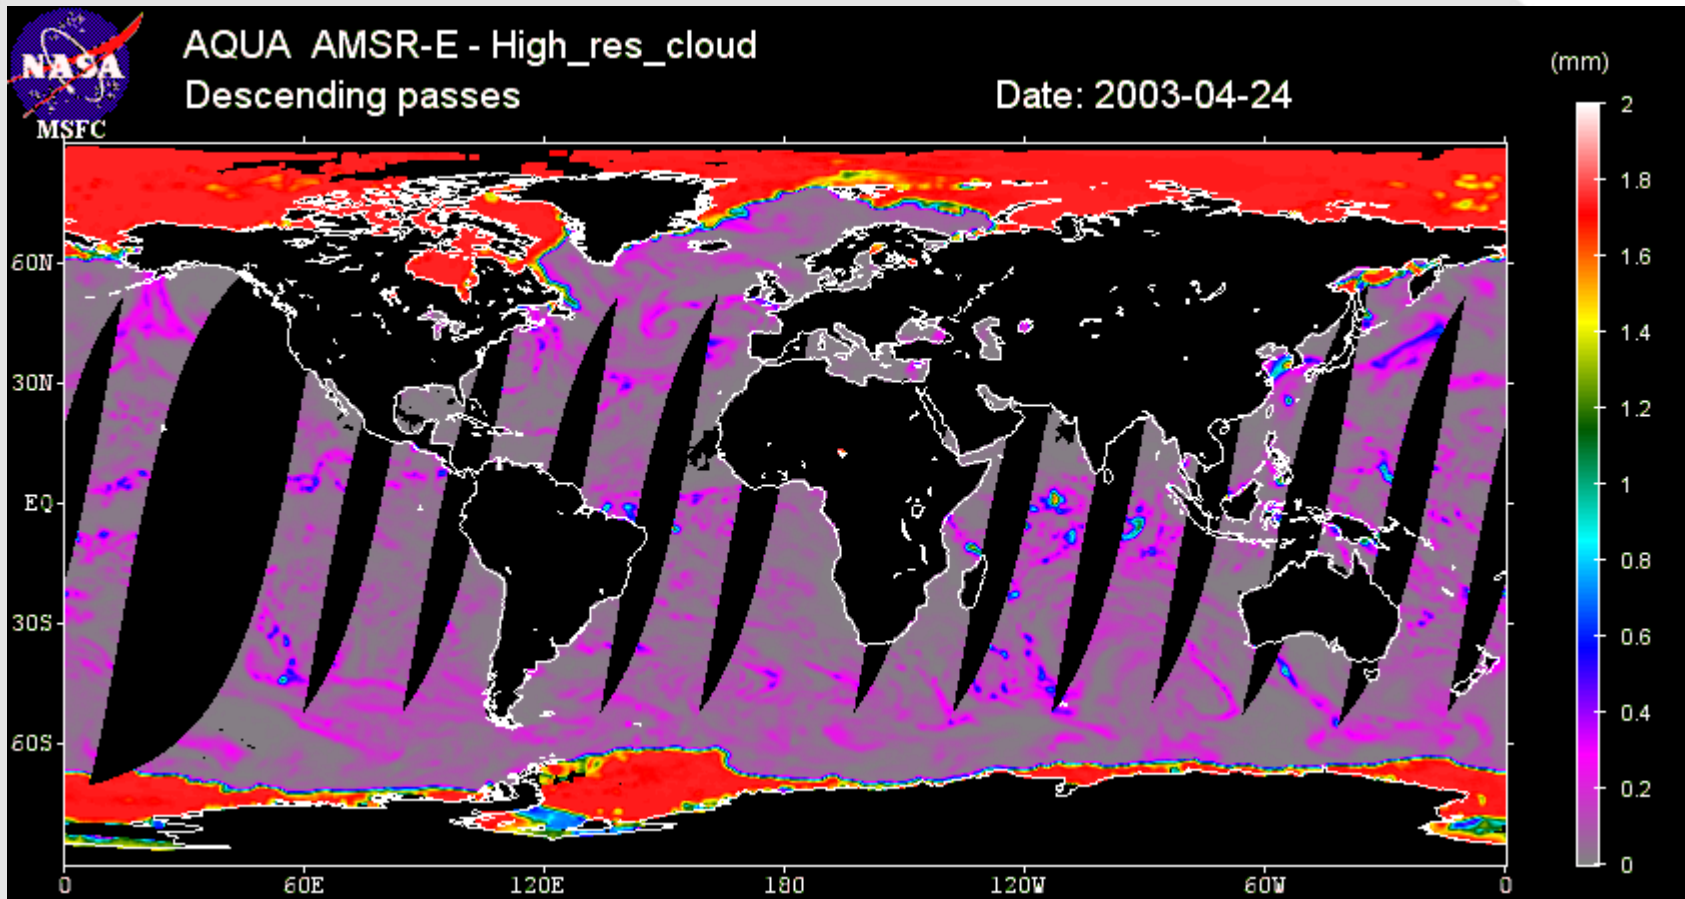 NASA
MSFC
AQUA AMSR-E - High_res_cloud
Descending passes
Date: 2003-04-24
(mm)
2
1.8
1.6
1.4
1.2
1
0.8
0.6
0.4
0.2
0
60N
30N
EQ
30S
60S
0
60E
120E
180
120W
60W
0